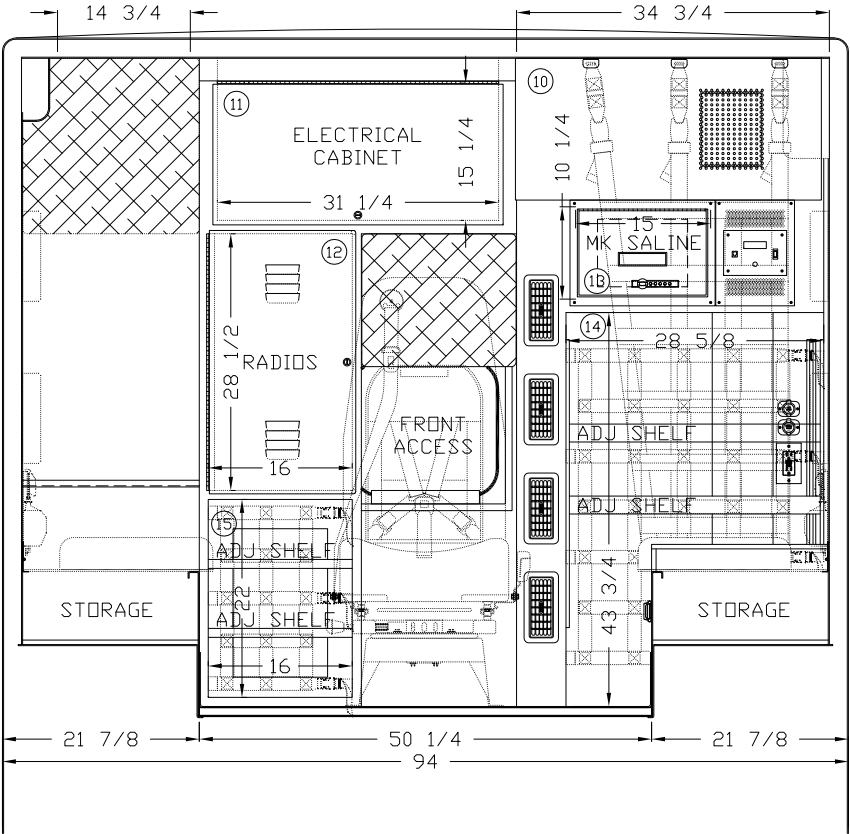 14 3/4
34 3/4
10
11
ELECTRICAL
CABINET
15 1/4
31 1/4
10 1/4
15
MK SALINE
13
12
28 1/2
RADIOS
16
FRONT
ACCESS
14
28 5/8
ADJ SHELF
ADJ SHELF
43 3/4
15
ADJ SHELF
22
ADJ SHELF
16
STORAGE
STORAGE
21 7/8
50 1/4
21 7/8
94